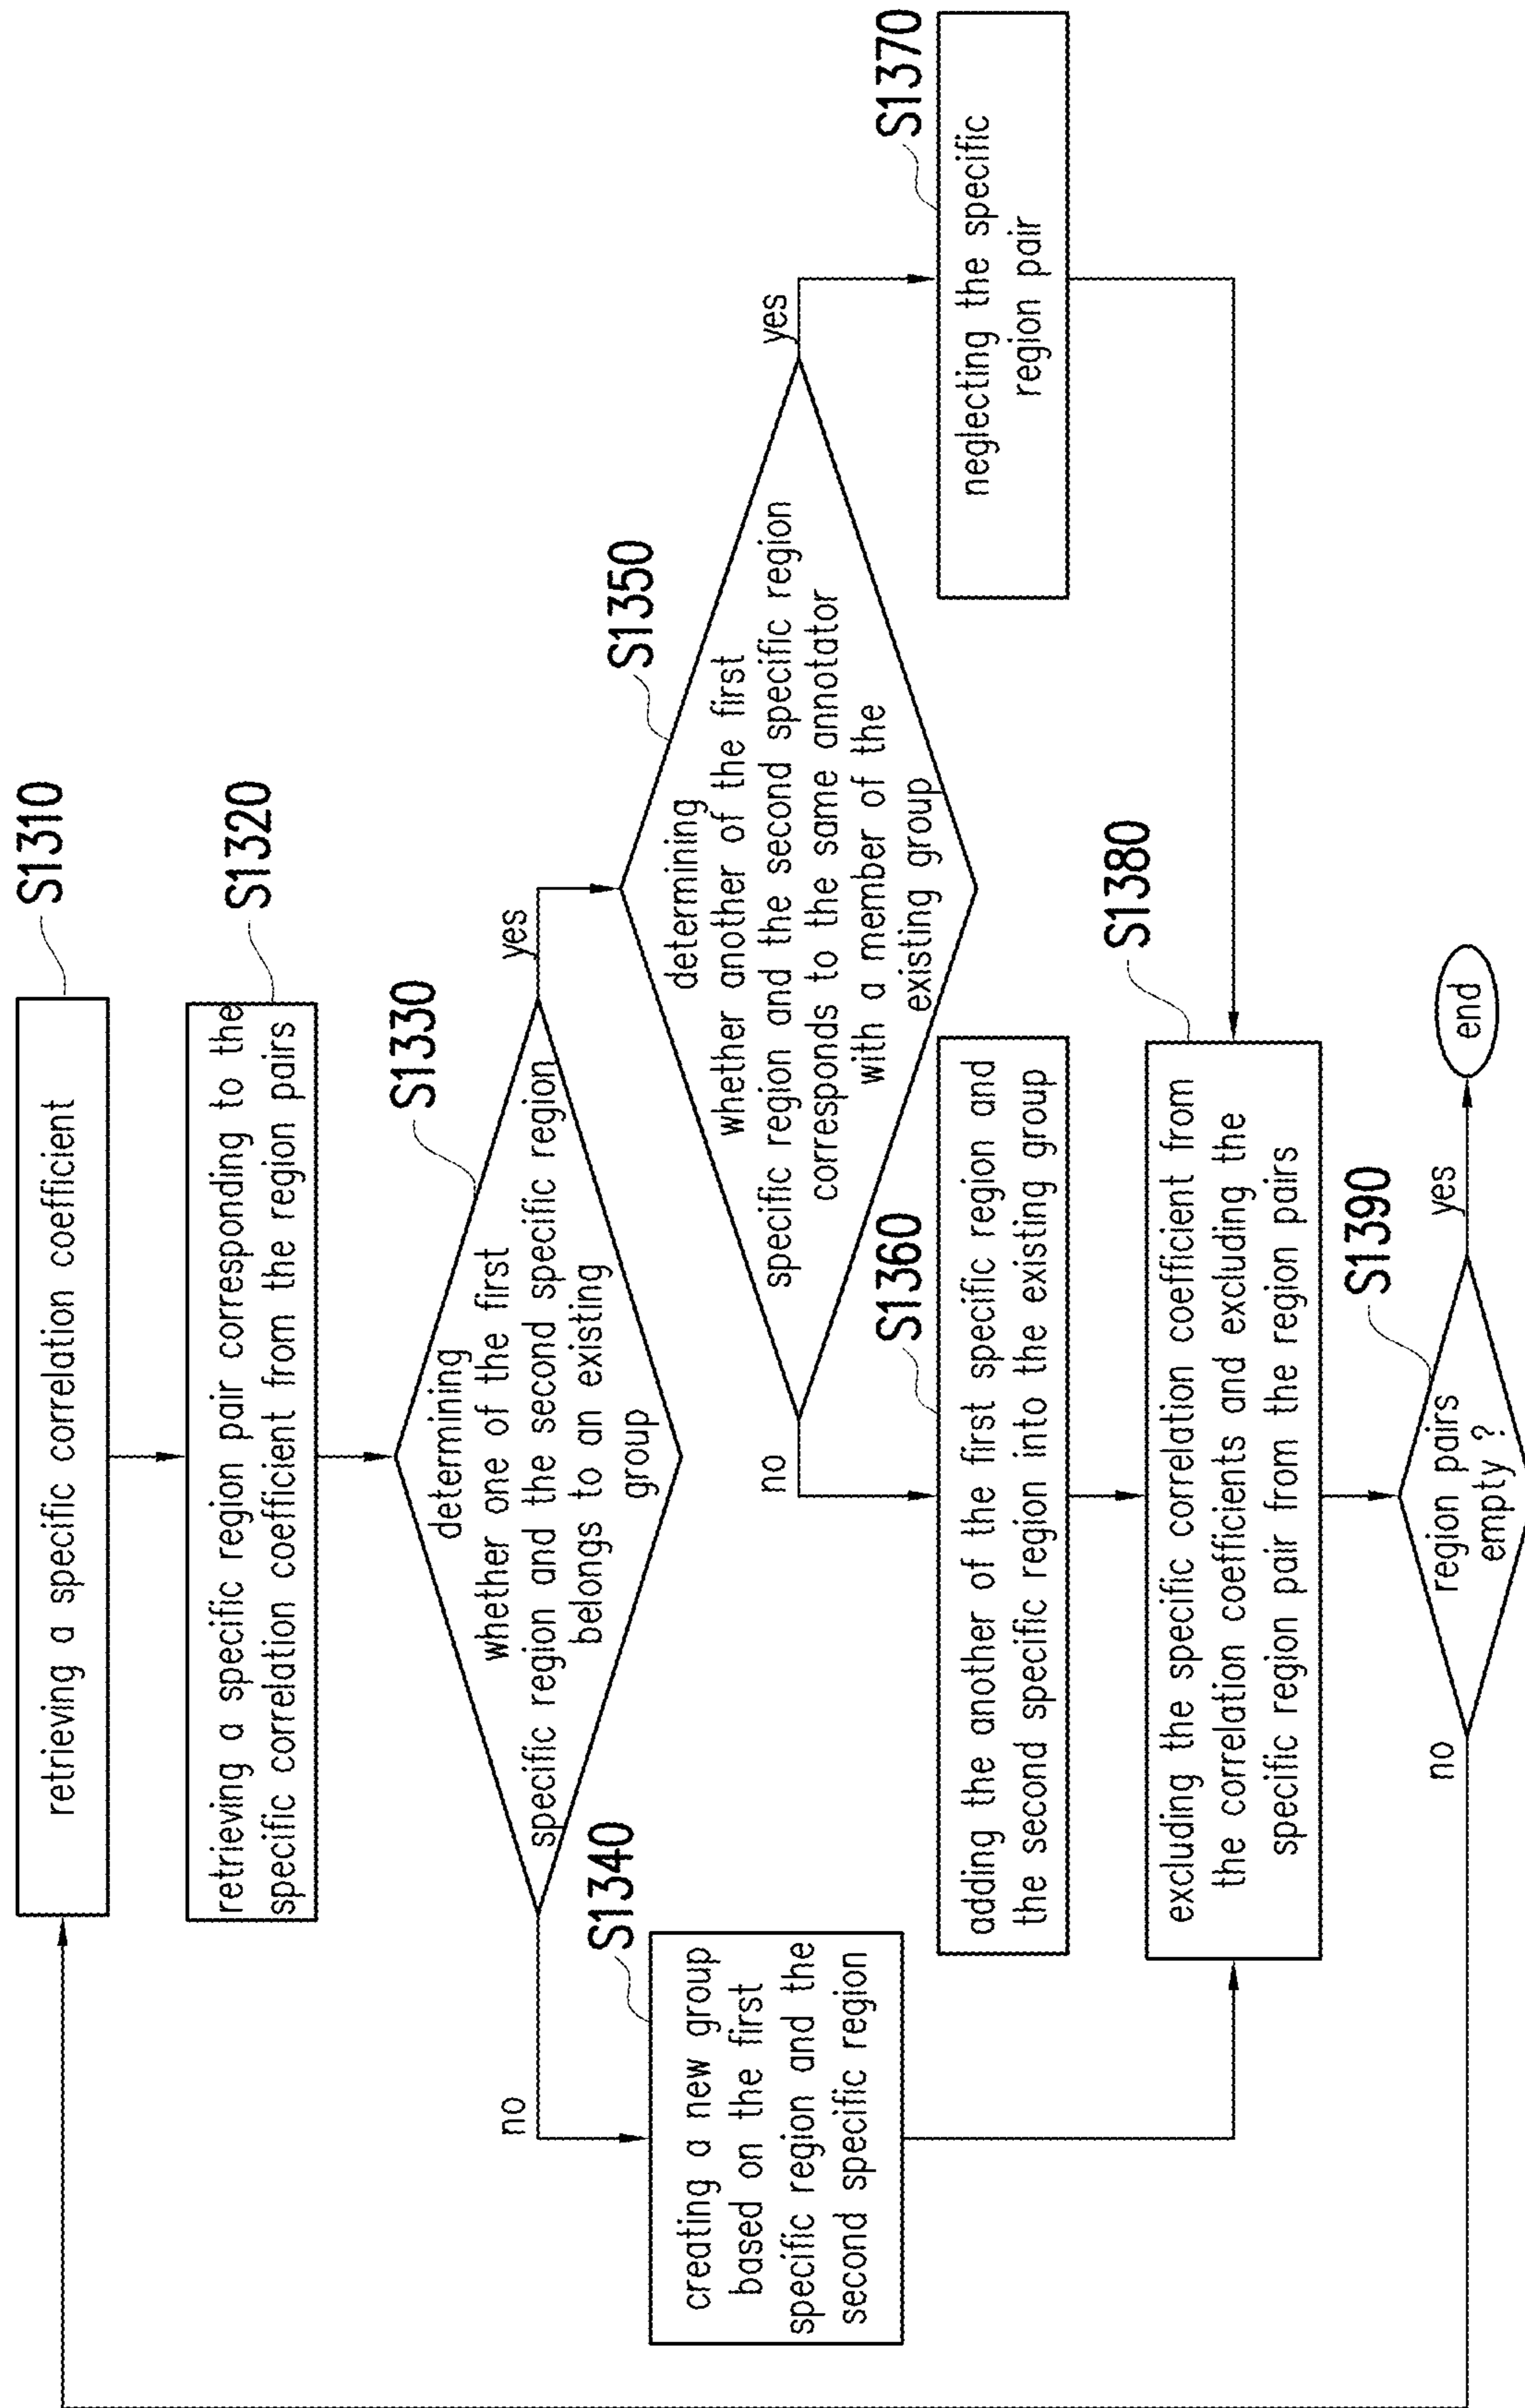 S1310
retrieving a specific correlation coefficient
S1320
retrieving a specific region pair corresponding to the
specific correlation coefficient from the region pairs
S1330
determining
whether one of the first
specific region and the second specific region
belongs to an existing
group
no
yes
S1340
creating a new group
based on the first
specific region and the
second specific region
S1350
determining
whether another of the first
specific region and the second specific region
corresponds to the same annotator
with a member of the
existing group
no
yes
S1360
adding the another of the first specific region and
the second specific region into the existing group
S1370
neglecting the specific
region pair
S1380
excluding the specific correlation coefficient from
the correlation coefficients and excluding the
specific region pair from the region pairs
S1390
region pairs
empty ?
no
yes
end